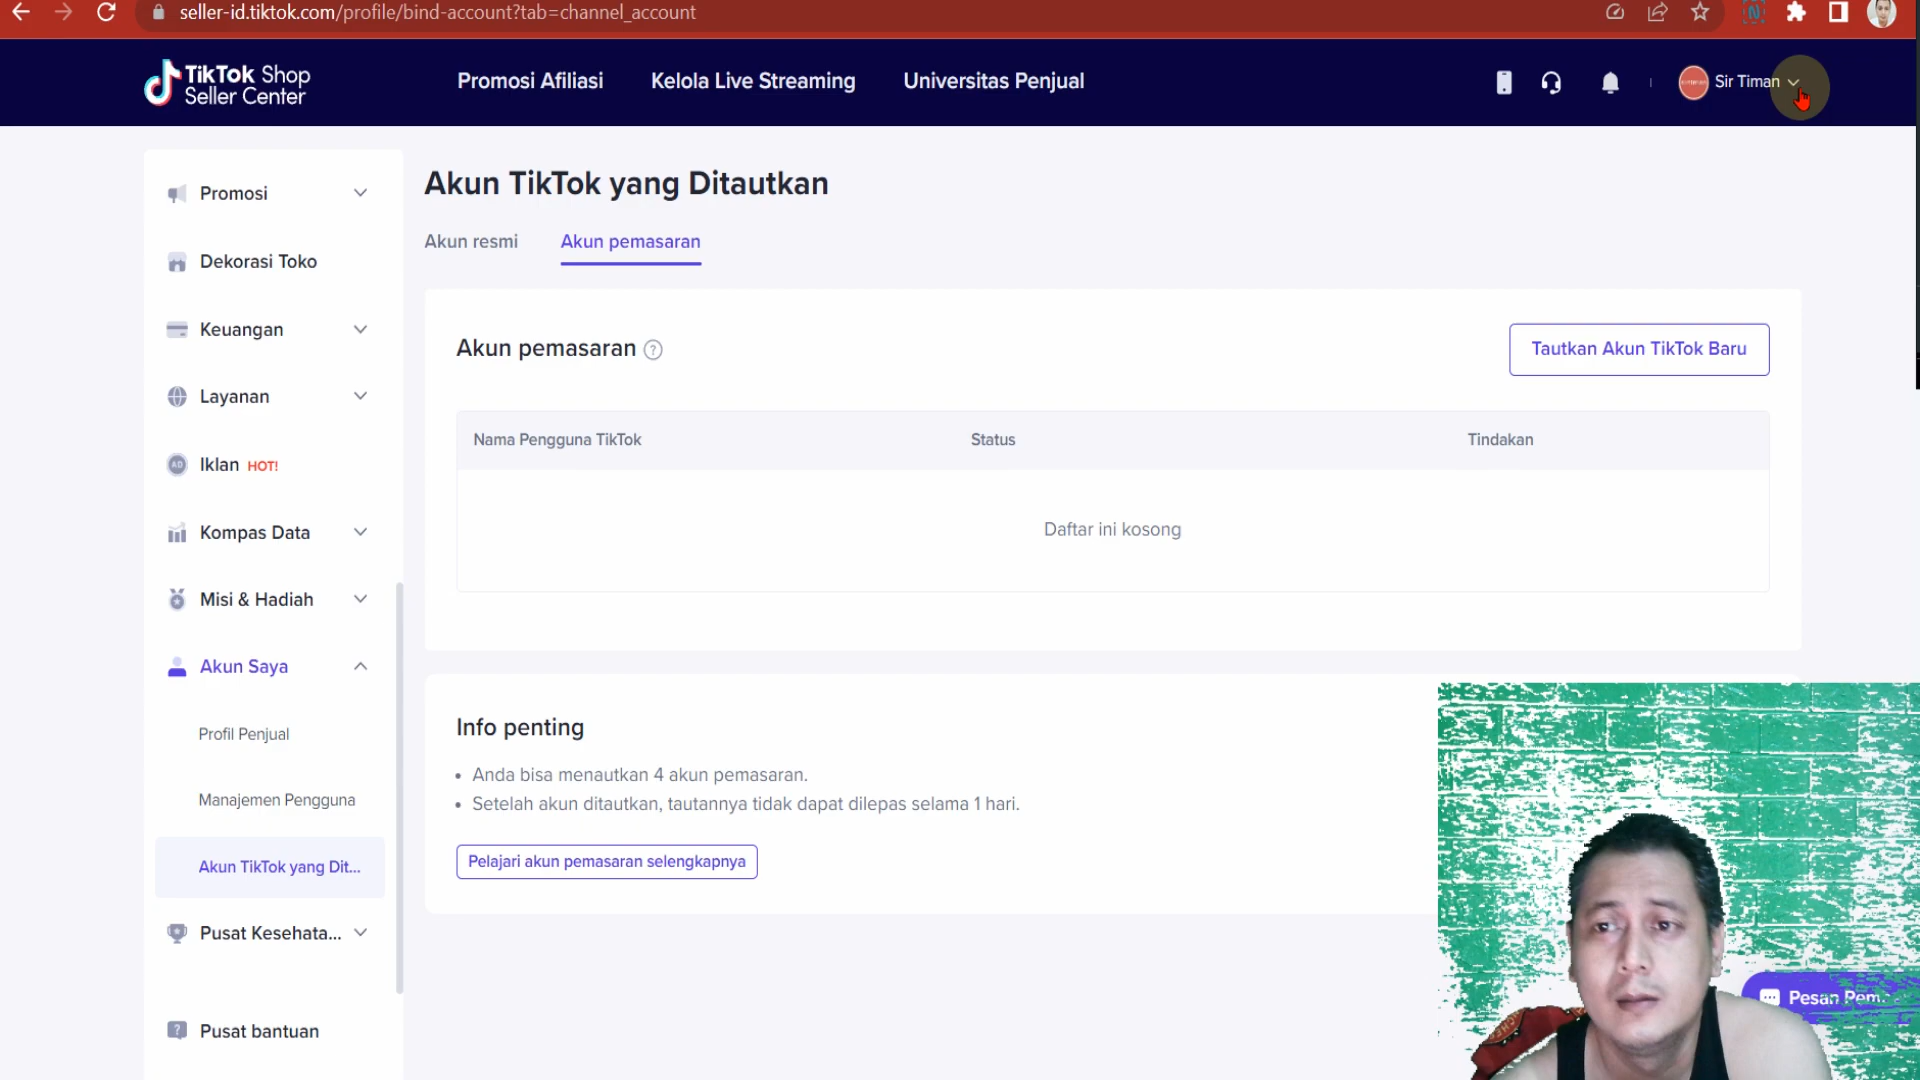 seller-id.tiktok.com/profile/bind-account?tab=channel_account
TikTok Shop
Seller Center
Promosi Afiliasi
Kelola Live Streaming
Universitas Penjual
Sir Timan
Promosi
Dekorasi Toko
Keuangan
Layanan
AD
Iklan HOT!
Kompas Data
Misi & Hadiah
Akun Saya
Profil Penjual
Manajemen Pengguna
Akun TikTok yang Dit...
Pusat Kesehata...
Pusat bantuan
Akun TikTok yang Ditautkan
Akun resmi
Akun pemasaran
Akun pemasaran
Tautkan Akun TikTok Baru
Nama Pengguna TikTok
Status
Tindakan
Daftar ini kosong
Info penting
• Anda bisa menautkan 4 akun pemasaran.
• Setelah akun ditautkan, tautannya tidak dapat dilepas selama 1 hari.
Pelajari akun pemasaran selengkapnya
Pesan